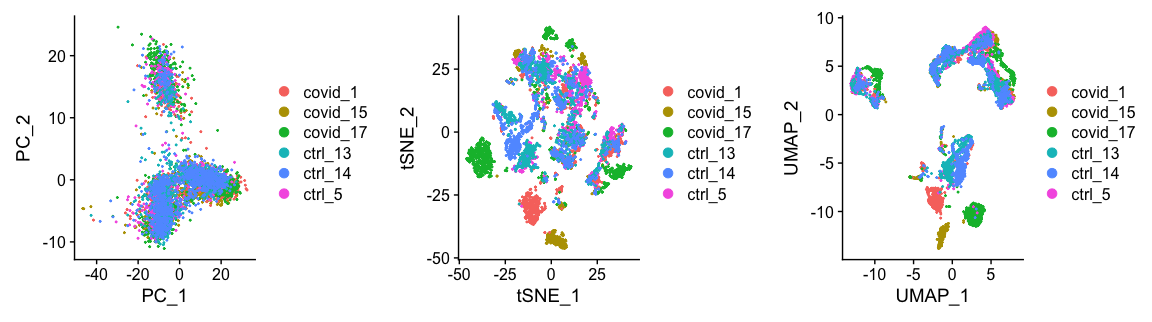 PC_2
20
10
0
-10
-40
-20
0
20
PC_1
covid_1
covid_15
covid_17
ctrl_13
ctrl_14
ctrl_5
tSNE_2
25
0
-25
-50
-50
-25
0
25
tSNE_1
covid_1
covid_15
covid_17
ctrl_13
ctrl_14
ctrl_5
UMAP_2
10
5
0
-5
-10
-10
-5
0
5
UMAP_1
covid_1
covid_15
covid_17
ctrl_13
ctrl_14
ctrl_5